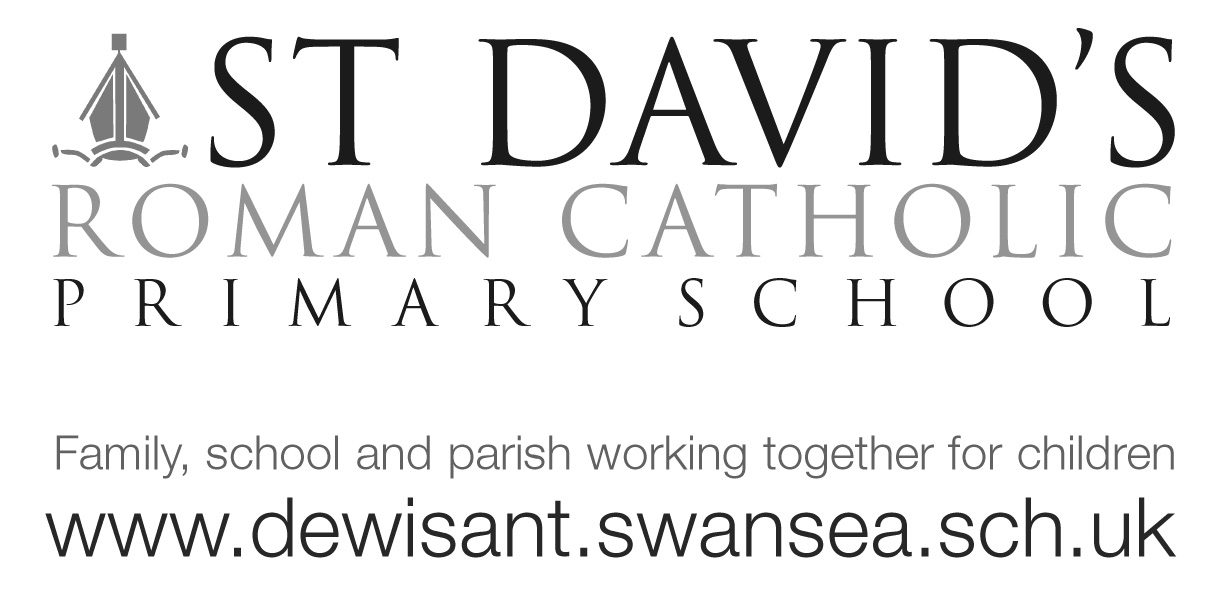 ST DAVID'S
ROMAN CATHOLIC
PRIMARY SCHOOL
Family, school and parish working together for children
www.dewisant.swansea.sch.uk